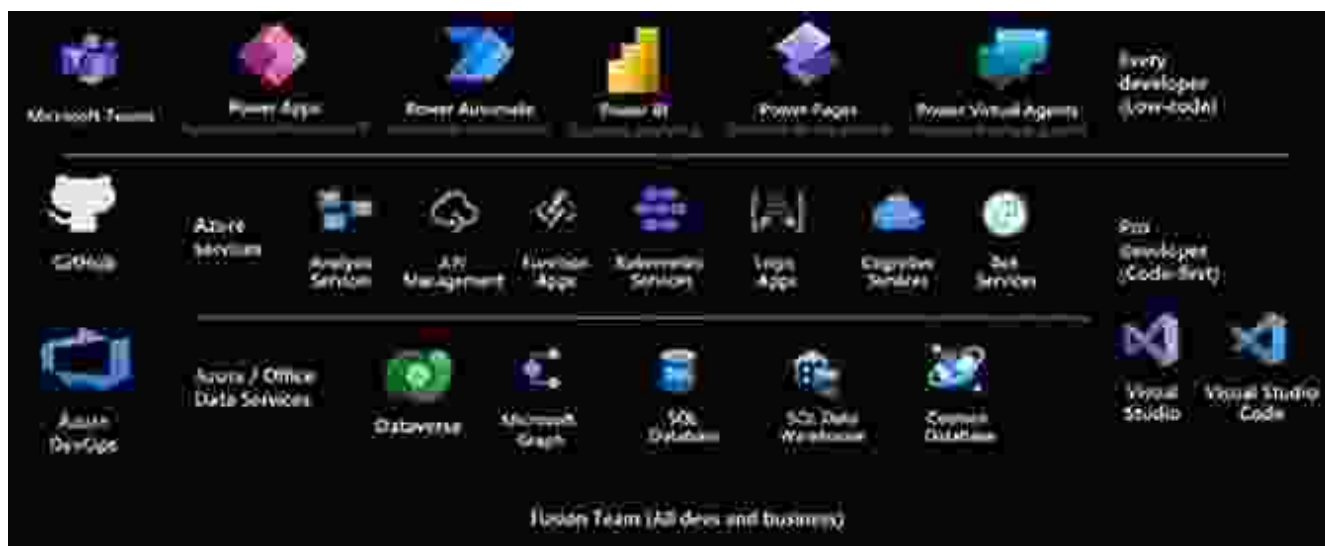 Microsoft Teams
Power Apps
Power Automate
Power BI
Power Pages
Power Virtual Agents
Every
developer
(Low-code)
GitHub
Azure
Services
Analysis
Services
API
Management
Function
Apps
Kubernetes
Services
Logic
Apps
Cognitive
Services
Bot
Services
Pro
Developer
(Code-first)
Azure
DevOps
Azure / Office
Data Services
Dataverse
Microsoft
Graph
SQL
Database
SQL Data
Warehouse
Cosmos
Database
Visual
Studio
Visual Studio
Code
Fusion Team (All devs and business)